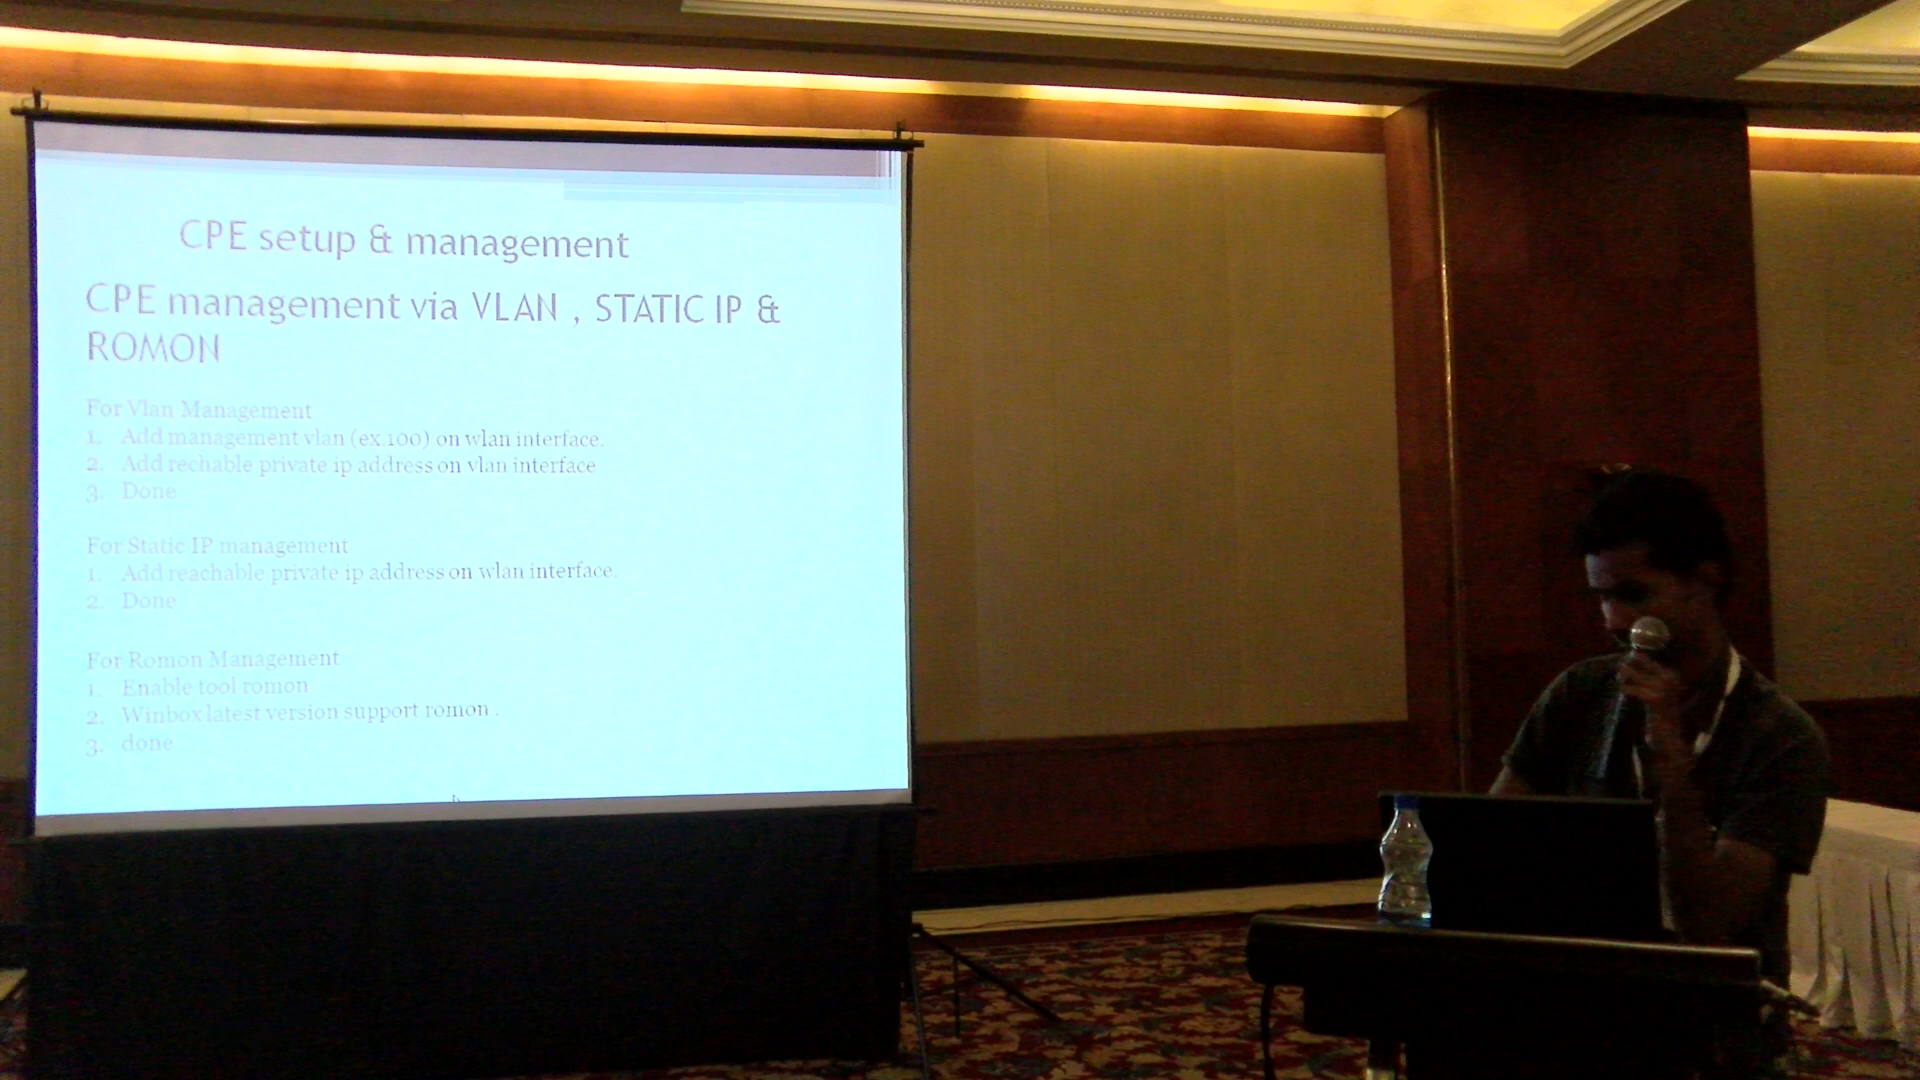 CPE setup & management
CPE management via VLAN , STATIC IP &
ROMON
For Vlan Management
1. Add management vlan (ex.100) on wlan interface.
2. Add rechable private ip address on vlan interface
3. Done
For Static IP management
1. Add reachable private ip address on wlan interface.
2. Done
For Romon Management
1. Enable tool romon
2. Winbox latest version support romon .
3. done